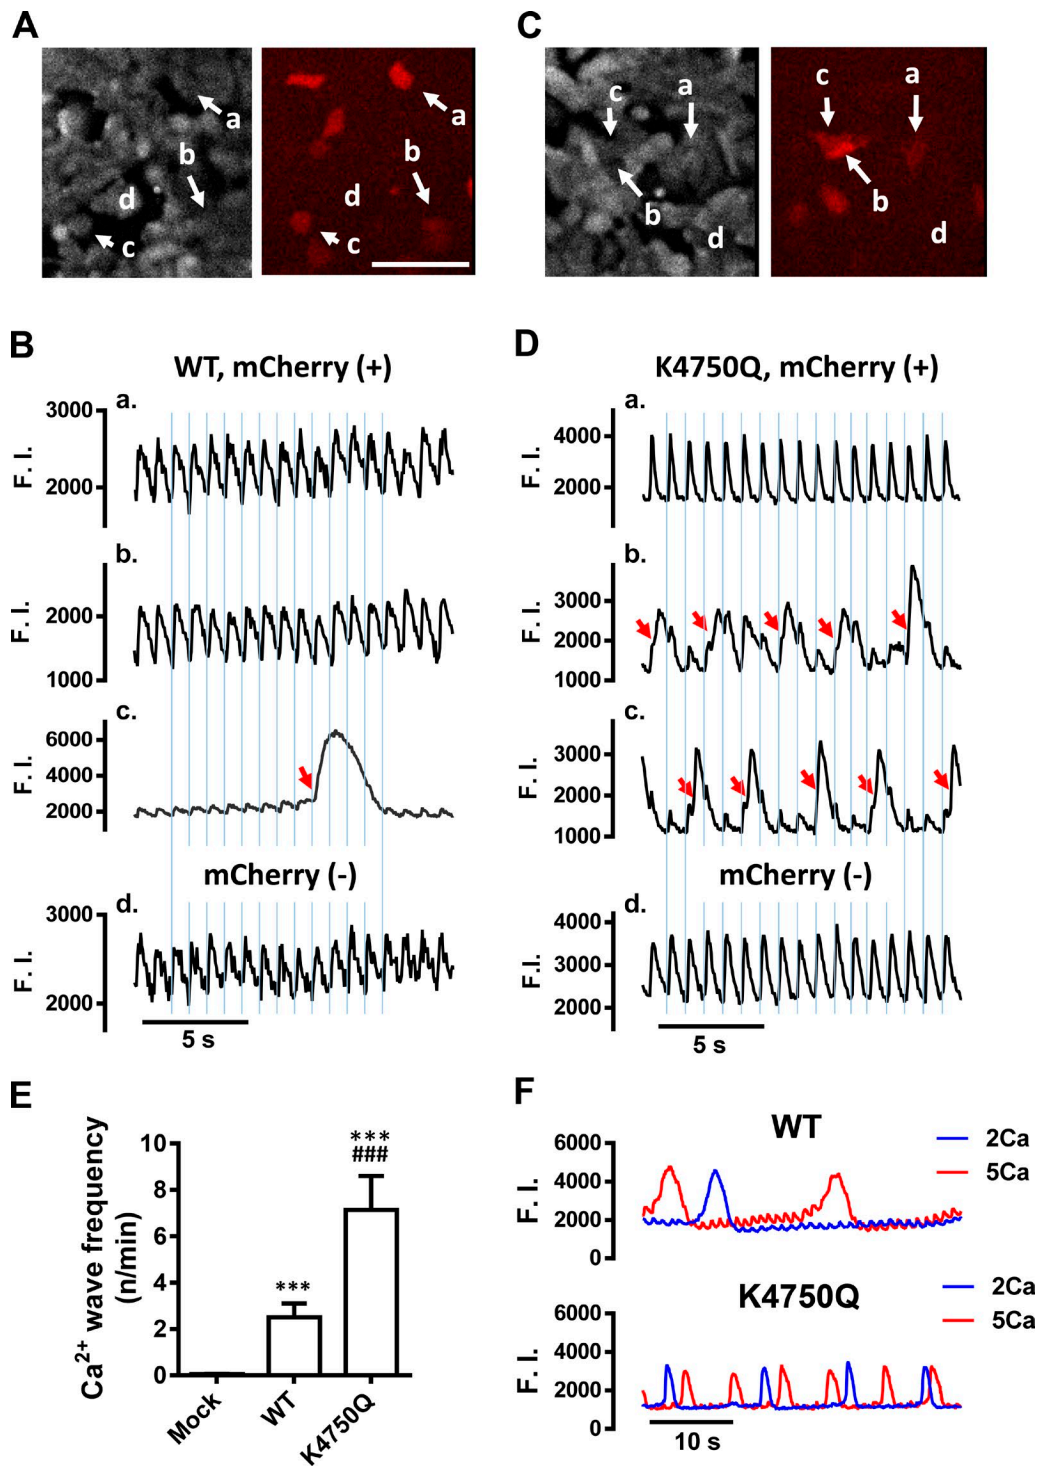 A
a
b
d
c
a
b
d
c
C
c
a
b
d
c
a
b
d
B
WT, mCherry (+)
a.
3000
2000
F. I.
b.
2000
1000
F. I.
c.
6000
4000
2000
F. I.
mCherry (-)
d.
3000
2000
F. I.
5 s
D
K4750Q, mCherry (+)
a.
4000
2000
F. I.
b.
3000
2000
1000
F. I.
c.
3000
2000
1000
F. I.
mCherry (-)
d.
4000
3000
2000
F.I.
5 s
E
Ca2+ wave frequency
(n/min)
10
8
6
4
2
0
***
***
###
Mock
WT
K4750Q
F
WT
6000
4000
2000
0
F. I.
2Ca
5Ca
K4750Q
6000
4000
2000
0
F. I.
2Ca
5Ca
10 s